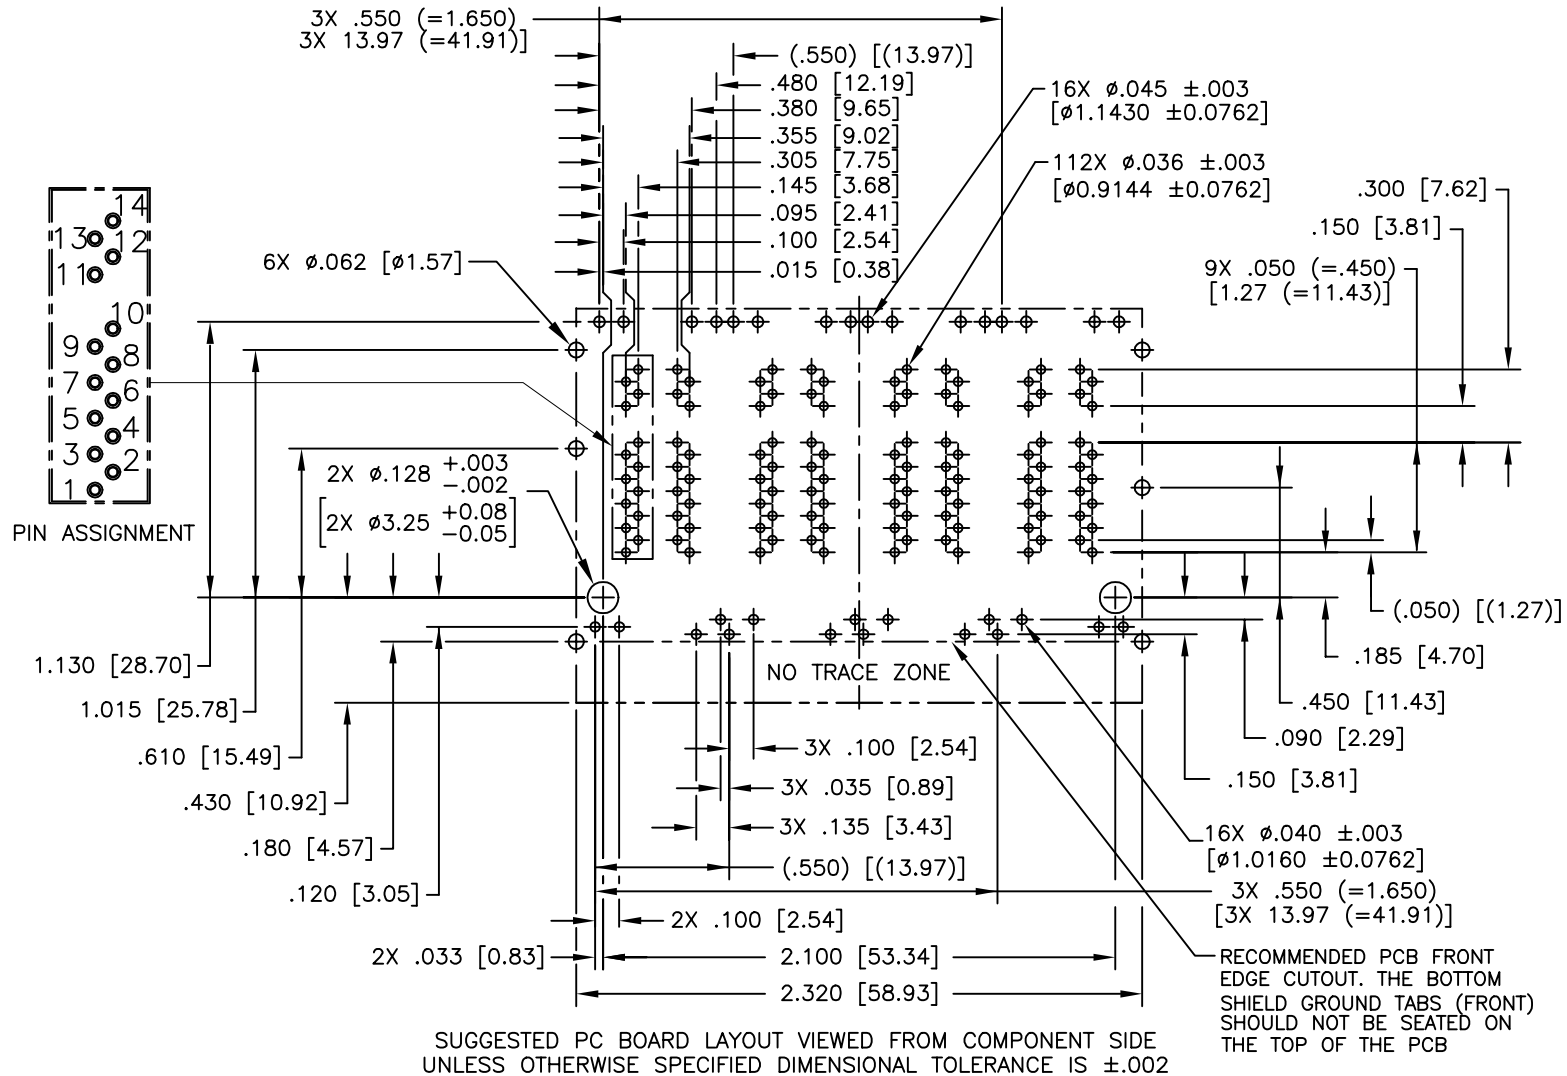 3X .550 (=1.650)
3X 13.97 (=41.91)]
(.550) [(13.97)]
.480 [12.19]
.380 [9.65]
.355 [9.02]
.305 [7.75]
.145 [3.68]
.095 [2.41]
.100 [2.54]
.015 [0.38]
16X ø.045 ±.003
[ø1.1430 ±0.0762]
112X ø.036 ±.003
[ø0.9144 ±0.0762]
.300 [7.62]
.150 [3.81]
9X .050 (=.450)
[1.27 (=11.43)]
6X ø.062 [ø1.57]
14
13
12
11
10
9
8
7
6
5
4
3
2
1
PIN ASSIGNMENT
2X ø.128 +.003
-.002
[2X ø3.25 +0.08
-0.05]
1.130 [28.70]
1.015 [25.78]
.610 [15.49]
.430 [10.92]
.180 [4.57]
.120 [3.05]
NO TRACE ZONE
(.050) [(1.27)]
.185 [4.70]
.450 [11.43]
.090 [2.29]
.150 [3.81]
3X .100 [2.54]
3X .035 [0.89]
3X .135 [3.43]
(.550) [(13.97)]
16X ø.040 ±.003
[ø1.0160 ±0.0762]
3X .550 (=1.650)
[3X 13.97 (=41.91)]
2X .100 [2.54]
2X .033 [0.83]
2.100 [53.34]
2.320 [58.93]
RECOMMENDED PCB FRONT
EDGE CUTOUT. THE BOTTOM
SHIELD GROUND TABS (FRONT)
SHOULD NOT BE SEATED ON
THE TOP OF THE PCB
SUGGESTED PC BOARD LAYOUT VIEWED FROM COMPONENT SIDE
UNLESS OTHERWISE SPECIFIED DIMENSIONAL TOLERANCE IS ±.002